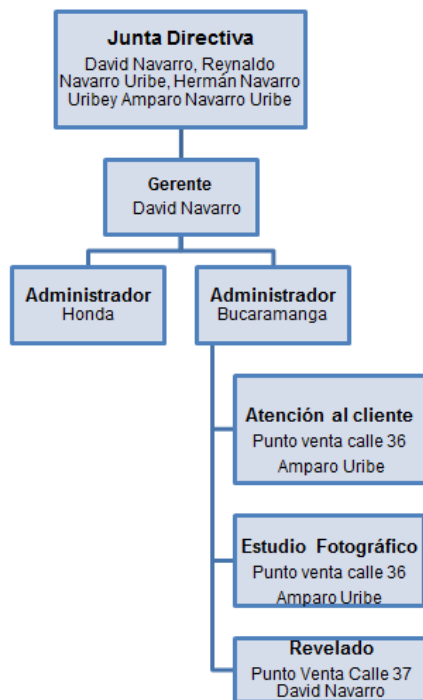 Junta Directiva
David Navarro, Reynaldo
Navarro Uribe, Hermán Navarro
Uribey Amparo Navarro Uribe
Gerente
David Navarro
Administrador
Honda
Administrador
Bucaramanga
Atención al cliente
Punto venta calle 36
Amparo Uribe
Estudio Fotográfico
Punto venta calle 36
Amparo Uribe
Revelado
Punto Venta Calle 37
David Navarro